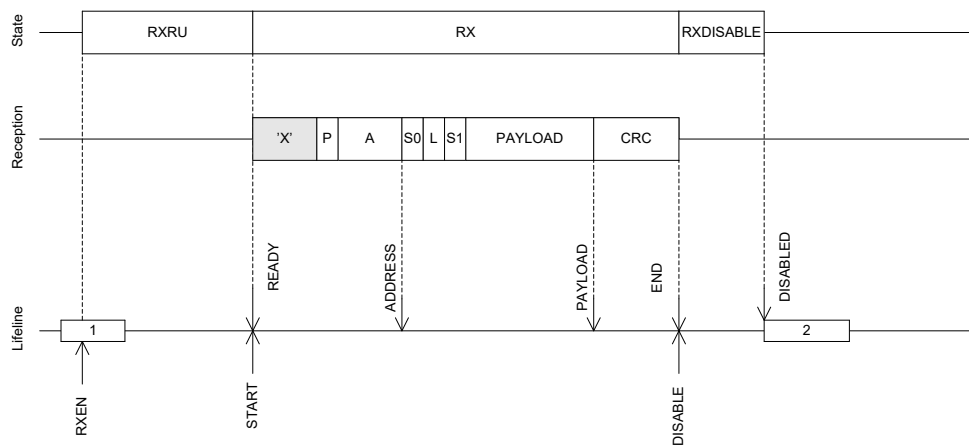 State
RXRU
RX
RXDISABLE
Reception
'X'
P
A
S0
L
S1
PAYLOAD
CRC
READY
ADDRESS
PAYLOAD
END
DISABLED
Lifeline
1
2
RXEN
START
DISABLE